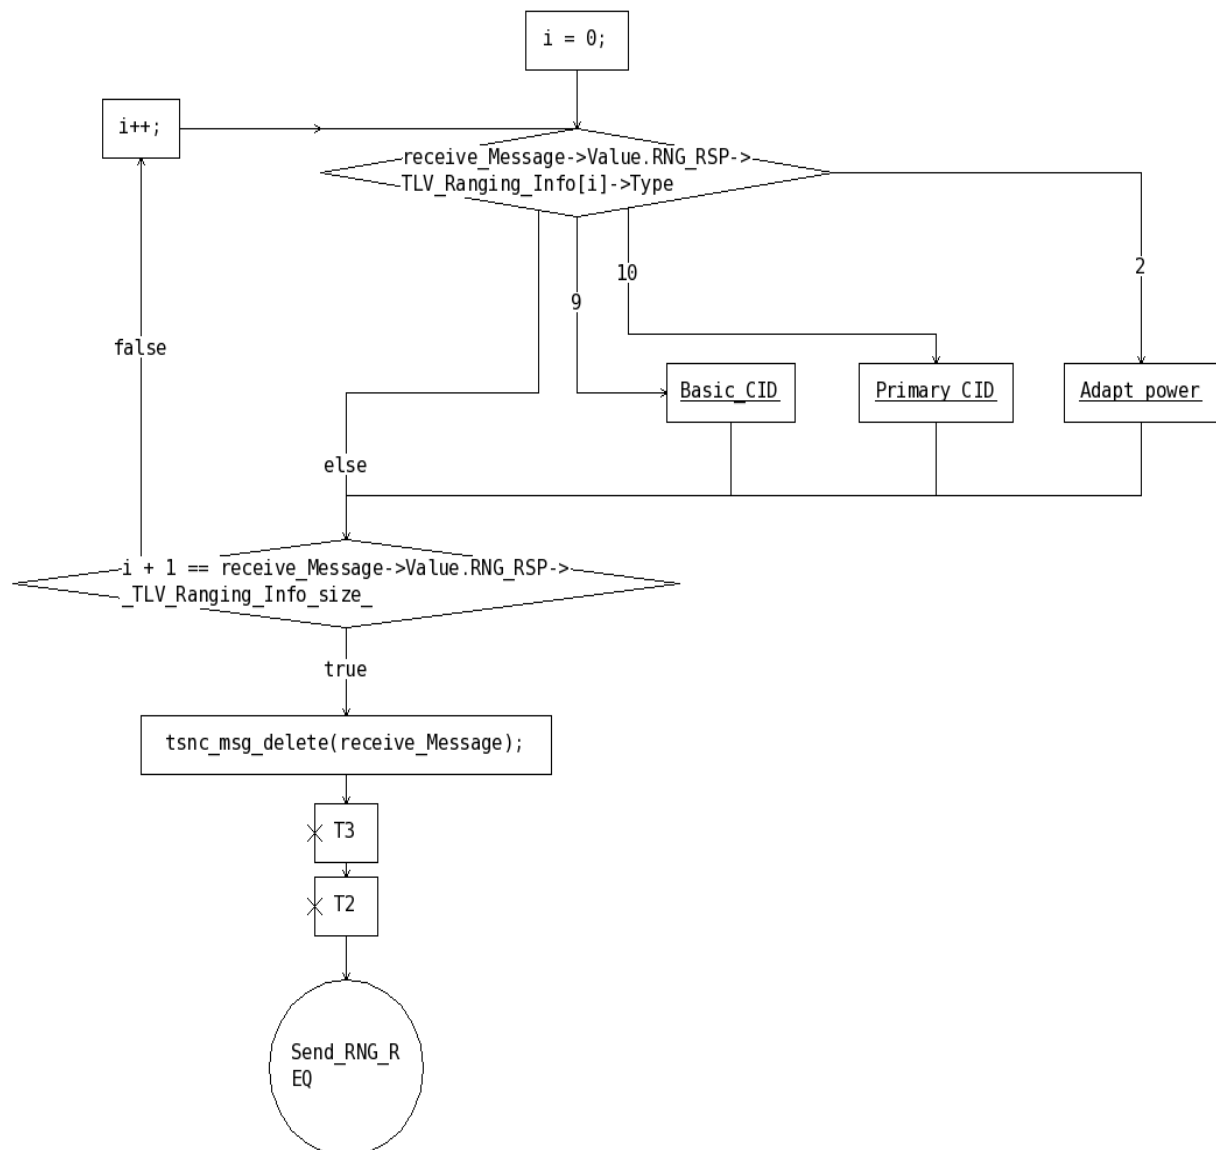 i = 0;
i++;
receive_Message->Value.RNG_RSP->
TLV_Ranging_Info[i]->Type
2
10
9
false
Basic_CID
Primary CID
Adapt power
else
i + 1 == receive_Message->Value.RNG_RSP->
_TLV_Ranging_Info_size_
true
tsnc_msg_delete(receive_Message);
T3
T2
Send_RNG_R
EQ